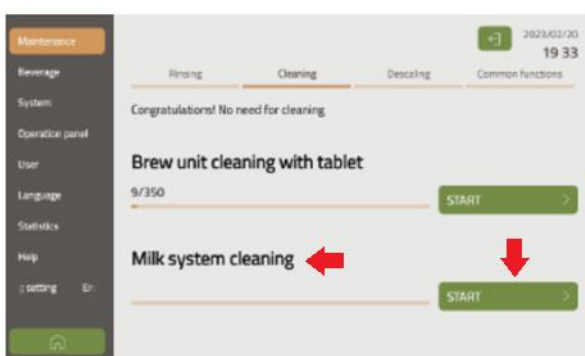 Maintenance
Beverage
System
Operation panel
User
Language
Statistics
Help
setting
2023/02/20
19 33
Rinsing
Cleaning
Descaling
Common functions
Congratulations! No need for cleaning
Brew unit cleaning with tablet
9/350
START
Milk system cleaning
START